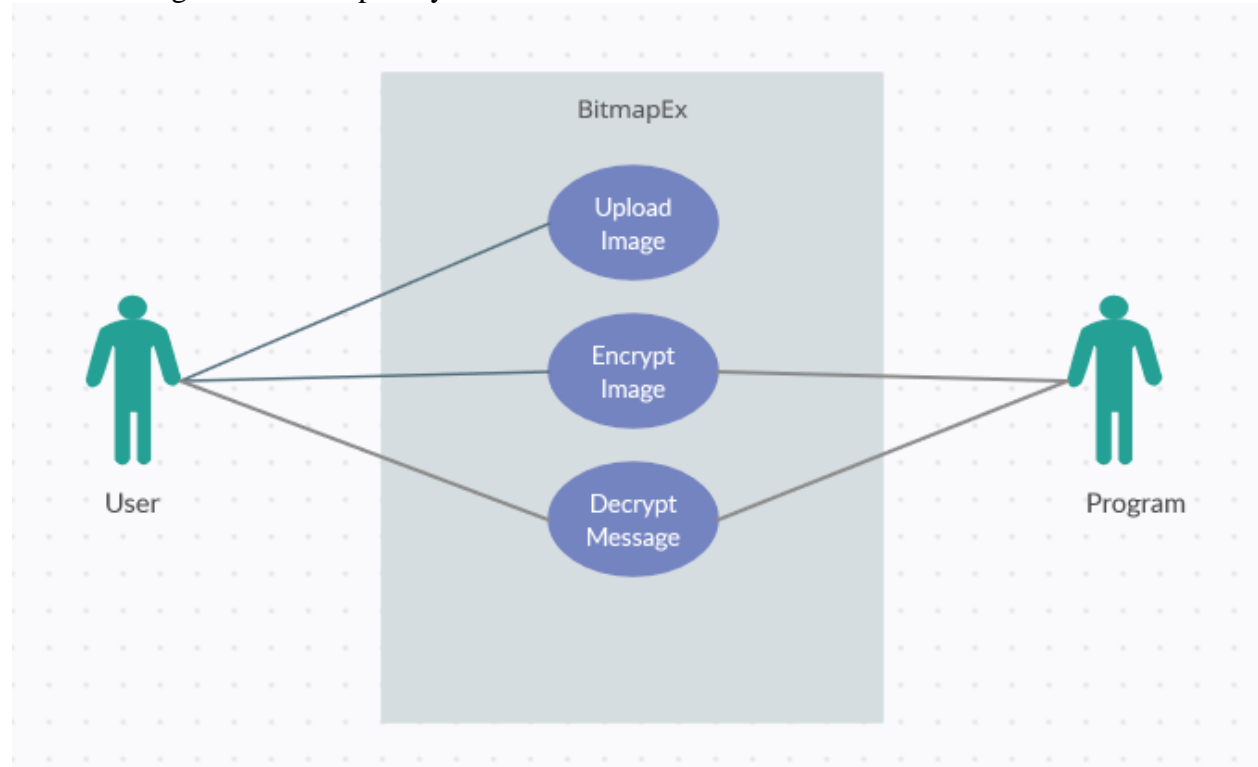 BitmapEx
Upload
Image
Encrypt
Image
Decrypt
Message
User
Program